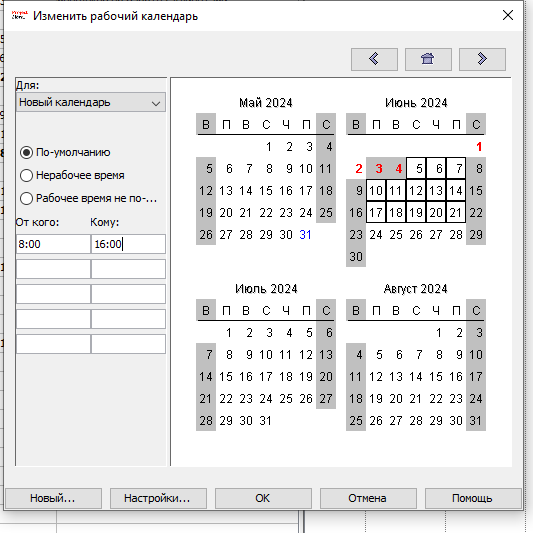 Изменить рабочий календарь
Для:
Новый календарь
По-умолчанию
Нерабочее время
Рабочее время не по-...
От кого: Кому:
8:00 16:00
Май 2024
В П В С Ч П С
1 2 3 4
5 6 7 8 9 10 11
12 13 14 15 16 17 18
19 20 21 22 23 24 25
26 27 28 29 30 31
Июнь 2024
В П В С Ч П С
1
2 3 4 5 6 7 8
9 10 11 12 13 14 15
16 17 18 19 20 21 22
23 24 25 26 27 28 29
30
Июль 2024
В П В С Ч П С
1 2 3 4 5 6
7 8 9 10 11 12 13
14 15 16 17 18 19 20
21 22 23 24 25 26 27
28 29 30 31
Август 2024
В П В С Ч П С
1 2 3
4 5 6 7 8 9 10
11 12 13 14 15 16 17
18 19 20 21 22 23 24
25 26 27 28 29 30 31
Новый... Настройки... OK Отмена Помощь